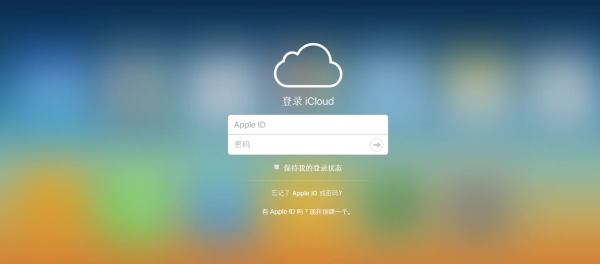 登录 iCloud
Apple ID
密码
保持我的登录状态
忘记了 Apple ID 或密码？
有 Apple ID 吗？现在创建一个。